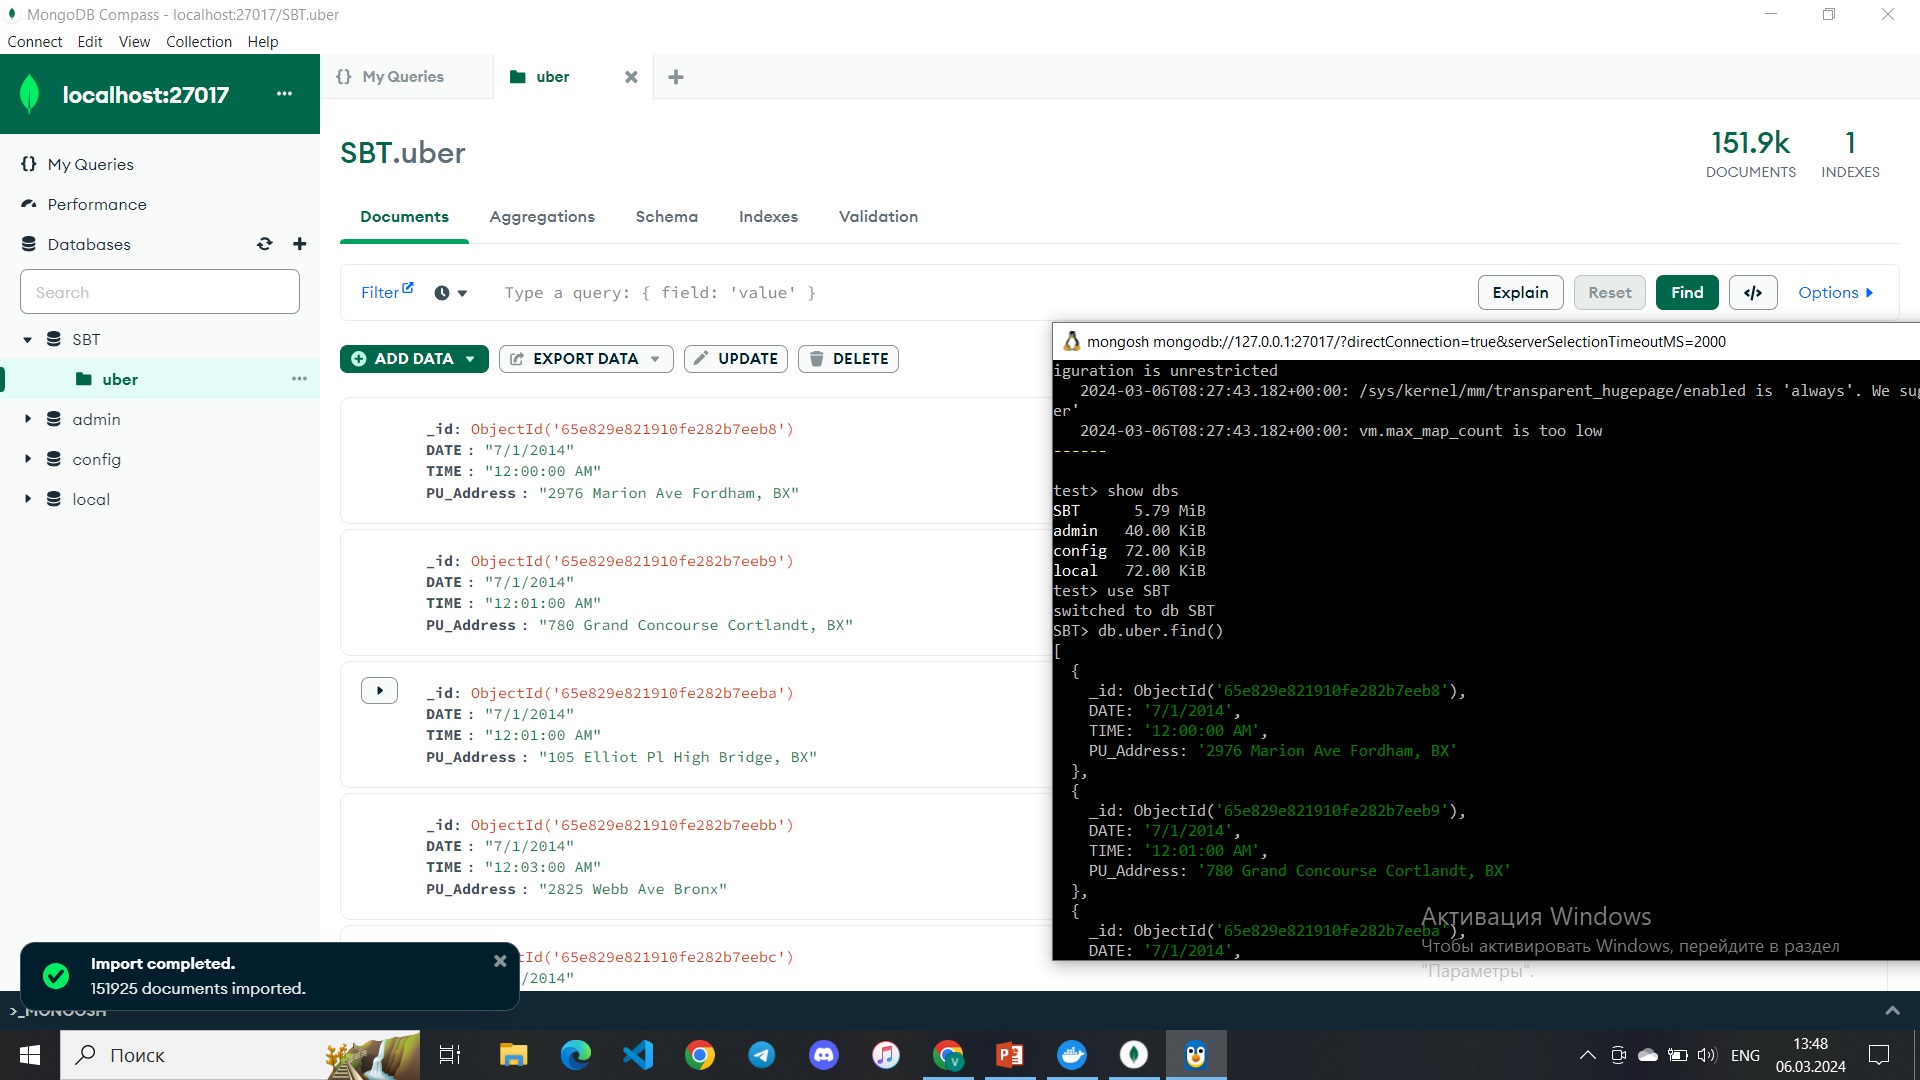 MongoDB Compass - localhost:27017/SBT.uber
Connect Edit View Collection Help
localhost:27017 ...
{} My Queries
uber
My Queries
Performance
Databases
Search
SBT
uber
admin
config
local
SBT.uber
151.9k
DOCUMENTS
1
INDEXES
Documents Aggregations Schema Indexes Validation
Filter
Type a query: { field: 'value' }
Explain Reset Find </> Options
ADD DATA EXPORT DATA UPDATE DELETE
_id: ObjectId('65e829e821910fe282b7eeb8')
DATE : "7/1/2014"
TIME : "12:00:00 AM"
PU_Address : "2976 Marion Ave Fordham, BX"
_id: ObjectId('65e829e821910fe282b7eeb9')
DATE : "7/1/2014"
TIME : "12:01:00 AM"
PU_Address : "780 Grand Concourse Cortlandt, BX"
_id: ObjectId('65e829e821910fe282b7eeba')
DATE : "7/1/2014"
TIME : "12:01:00 AM"
PU_Address : "105 Elliot Pl High Bridge, BX"
_id: ObjectId('65e829e821910fe282b7eebb')
DATE : "7/1/2014"
TIME : "12:03:00 AM"
PU_Address : "2825 Webb Ave Bronx"
tId('65e829e821910fe282b7eebc')
/2014"
mongosh mongodb://127.0.0.1:27017/?directConnection=true&serverSelectionTimeoutMS=2000
iguration is unrestricted
2024-03-06T08:27:43.182+00:00: /sys/kernel/mm/transparent_hugepage/enabled is 'always'. We sug
er'
2024-03-06T08:27:43.182+00:00: vm.max_map_count is too low
------
test> show dbs
SBT 5.79 MiB
admin 40.00 KiB
config 72.00 KiB
local 72.00 KiB
test> use SBT
switched to db SBT
SBT> db.uber.find()
[
{
_id: ObjectId('65e829e821910fe282b7eeb8'),
DATE: '7/1/2014',
TIME: '12:00:00 AM',
PU_Address: '2976 Marion Ave Fordham, BX'
},
{
_id: ObjectId('65e829e821910fe282b7eeb9'),
DATE: '7/1/2014',
TIME: '12:01:00 AM',
PU_Address: '780 Grand Concourse Cortlandt, BX'
},
{
_id: ObjectId('65e829e821910fe282b7eeba'),
DATE: '7/1/2014',
Активация Windows
Чтобы активировать Windows, перейдите в раздел
"Параметры".
Import completed.
151925 documents imported.
>_MONGOSH
Поиск
ENG
13:48
06.03.2024